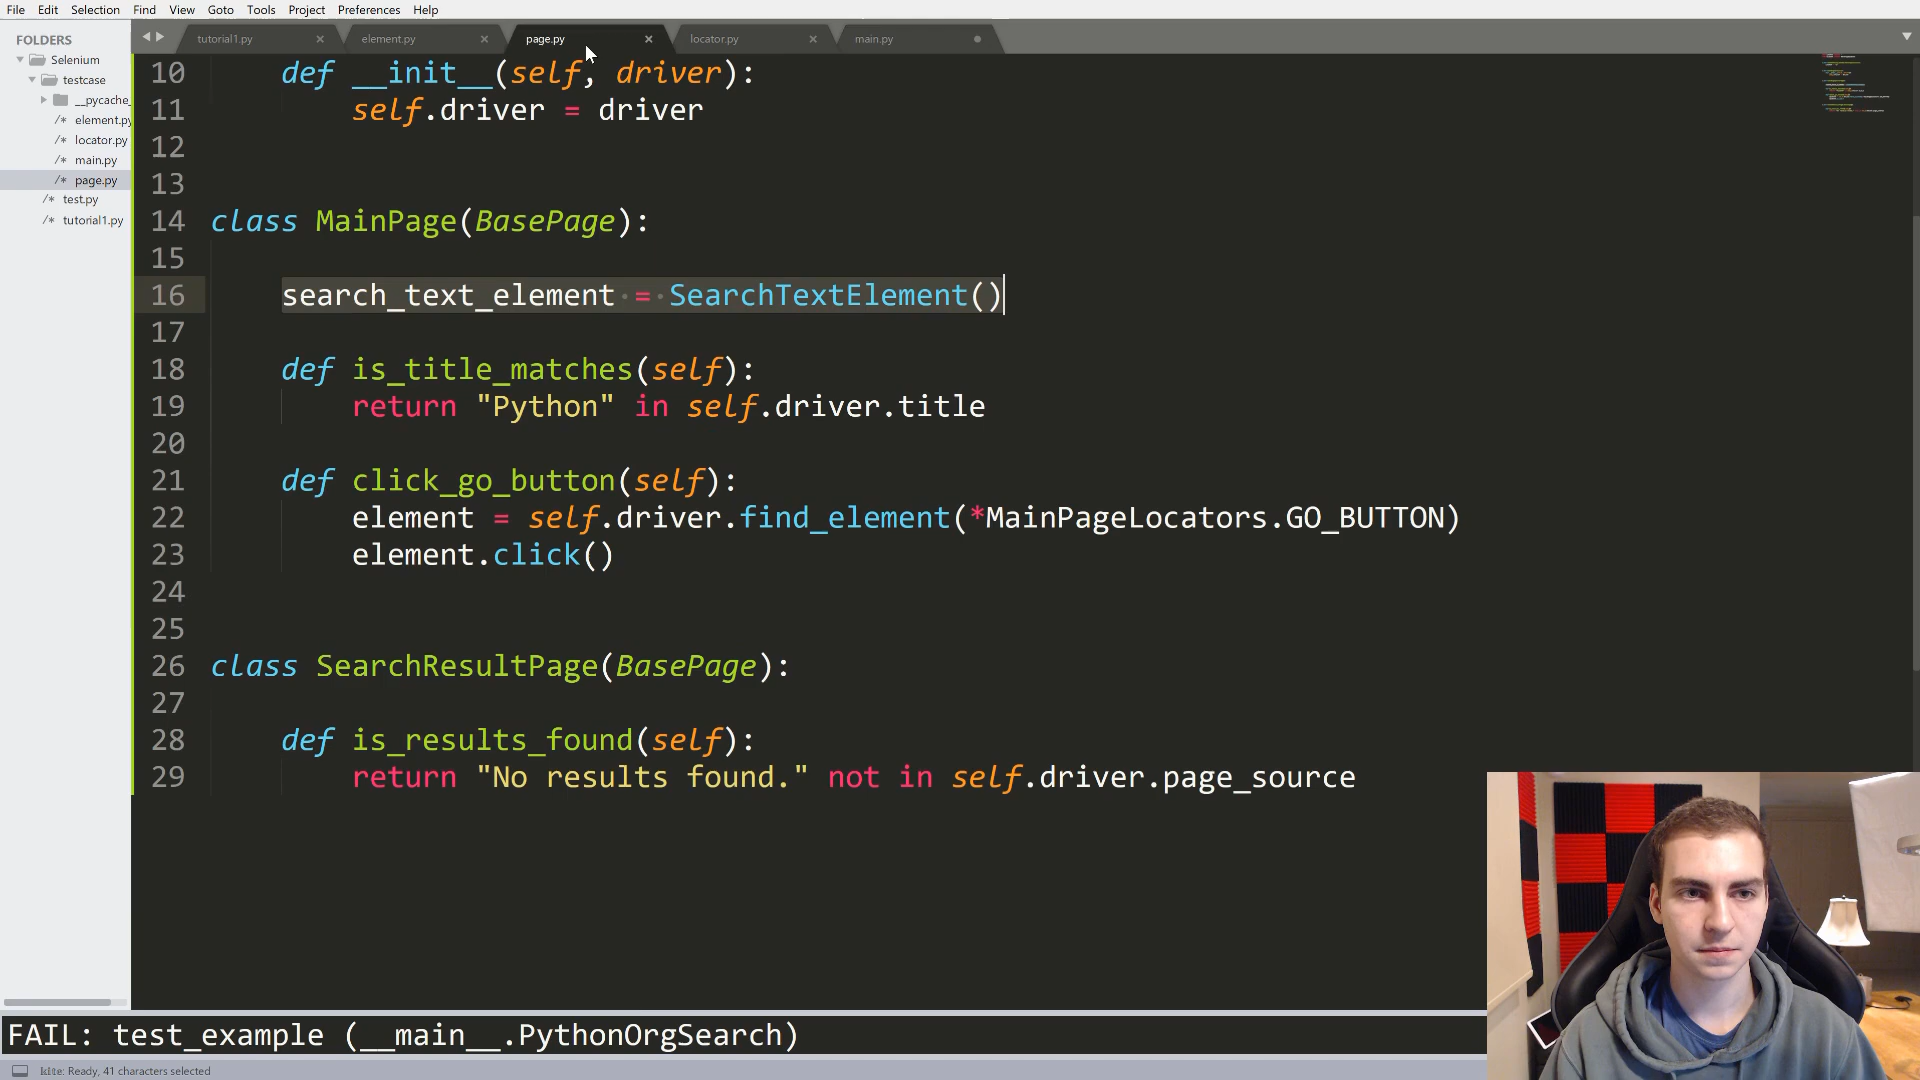 File Edit Selection Find View Goto Tools Project Preferences Help
FOLDERS
Selenium
testcase
__pycache_
/* element.py
/* locator.py
/* main.py
/* page.py
/* test.py
/* tutorial1.py
tutorial1.py × element.py × page.py × locator.py × main.py
10 def __init__(self, driver):
11 self.driver = driver
12
13
14 class MainPage(BasePage):
15
16 search_text_element = SearchTextElement()
17
18 def is_title_matches(self):
19 return "Python" in self.driver.title
20
21 def click_go_button(self):
22 element = self.driver.find_element(*MainPageLocators.GO_BUTTON)
23 element.click()
24
25
26 class SearchResultPage(BasePage):
27
28 def is_results_found(self):
29 return "No results found." not in self.driver.page_source
FAIL: test_example (__main__.PythonOrgSearch)
kite: Ready, 41 characters selected